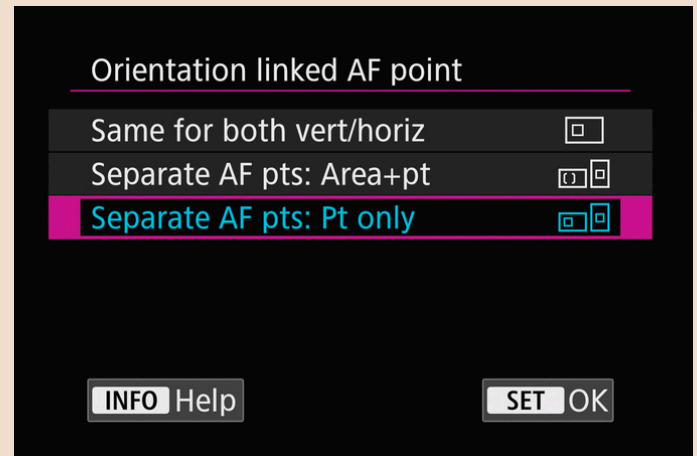 Orientation linked AF point
Same for both vert/horiz
Separate AF pts: Area+pt
Separate AF pts: Pt only
INFO Help
SET OK